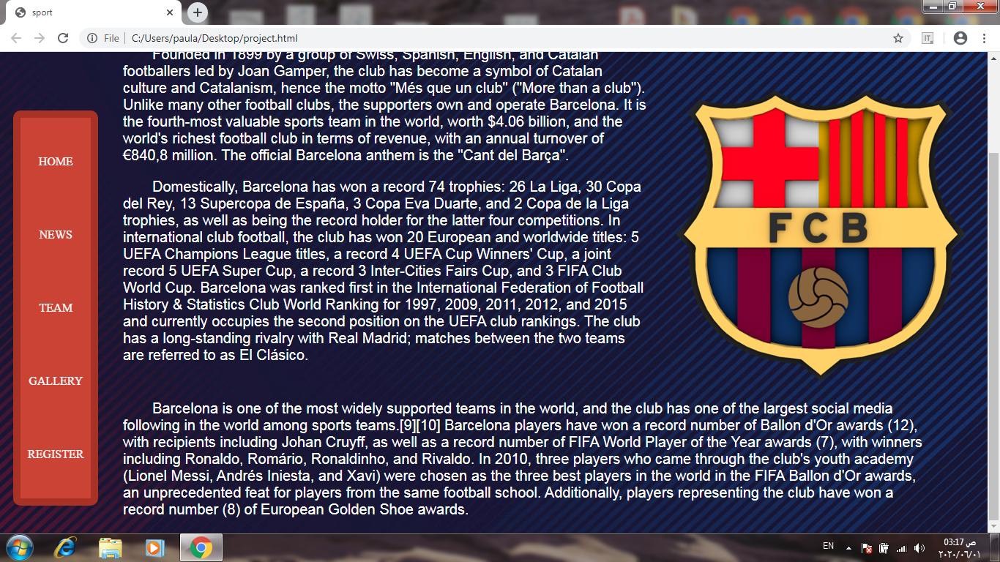 sport
File
C:/Users/paula/Desktop/project.html
Founded in 1899 by a group of Swiss, Spanish, English, and Catalan
footballers led by Joan Gamper, the club has become a symbol of Catalan
culture and Catalanism, hence the motto "Més que un club" ("More than a club").
Unlike many other football clubs, the supporters own and operate Barcelona. It is
the fourth-most valuable sports team in the world, worth $4.06 billion, and the
world's richest football club in terms of revenue, with an annual turnover of
€840,8 million. The official Barcelona anthem is the "Cant del Barça".
Domestically, Barcelona has won a record 74 trophies: 26 La Liga, 30 Copa
del Rey, 13 Supercopa de España, 3 Copa Eva Duarte, and 2 Copa de la Liga
trophies, as well as being the record holder for the latter four competitions. In
international club football, the club has won 20 European and worldwide titles: 5
UEFA Champions League titles, a record 4 UEFA Cup Winners' Cup, a joint
record 5 UEFA Super Cup, a record 3 Inter-Cities Fairs Cup, and 3 FIFA Club
World Cup. Barcelona was ranked first in the International Federation of Football
History & Statistics Club World Ranking for 1997, 2009, 2011, 2012, and 2015
and currently occupies the second position on the UEFA club rankings. The club
has a long-standing rivalry with Real Madrid; matches between the two teams
are referred to as El Clásico.
Barcelona is one of the most widely supported teams in the world, and the club has one of the largest social media
following in the world among sports teams.[9][10] Barcelona players have won a record number of Ballon d'Or awards (12),
with recipients including Johan Cruyff, as well as a record number of FIFA World Player of the Year awards (7), with winners
including Ronaldo, Romário, Ronaldinho, and Rivaldo. In 2010, three players who came through the club's youth academy
(Lionel Messi, Andrés Iniesta, and Xavi) were chosen as the three best players in the world in the FIFA Ballon d'Or awards,
an unprecedented feat for players from the same football school. Additionally, players representing the club have won a
record number (8) of European Golden Shoe awards.
HOME
NEWS
TEAM
GALLERY
REGISTER
FCB
IT
EN
03:17 ص
٢٠٢٠/٠٦/٠١